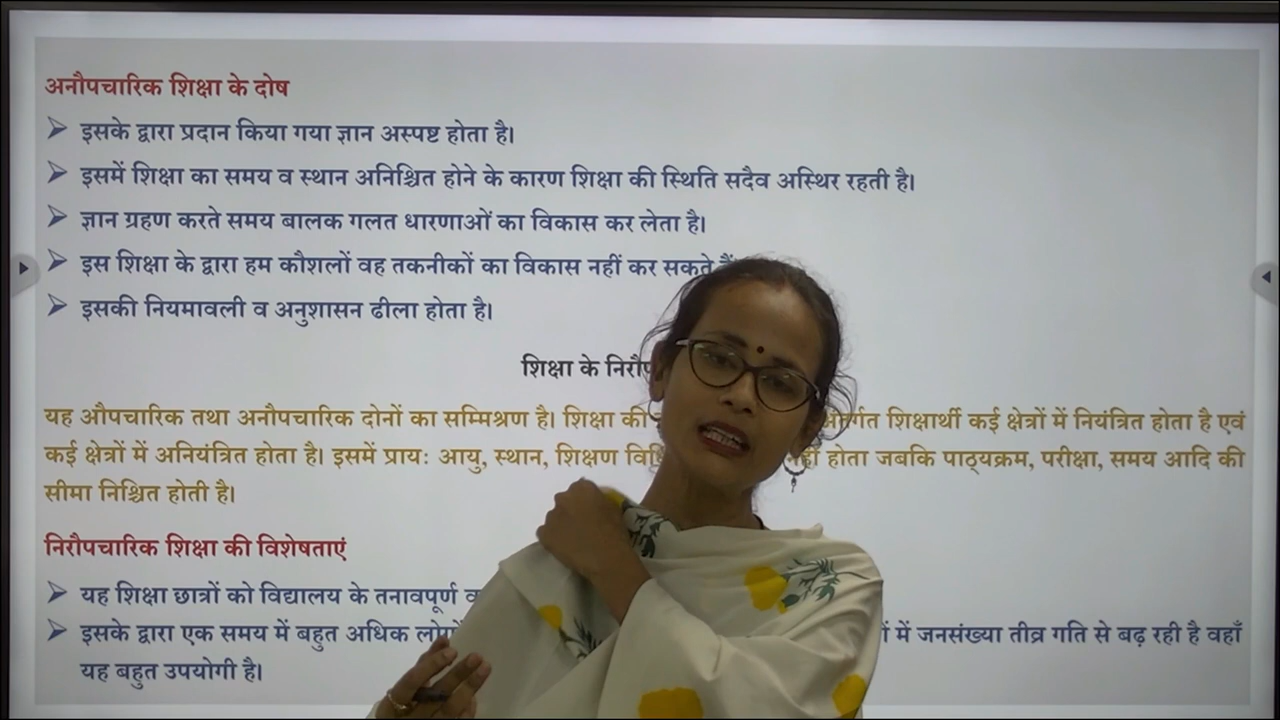 अनौपचारिक शिक्षा के दोष
इसके द्वारा प्रदान किया गया ज्ञान अस्पष्ट होता है।
इसमें शिक्षा का समय व स्थान अनिश्चित होने के कारण शिक्षा की स्थिति सदैव अस्थिर रहती है।
ज्ञान ग्रहण करते समय बालक गलत धारणाओं का विकास कर लेता है।
इस शिक्षा के द्वारा हम कौशलों वह तकनीकों का विकास नहीं कर सकते
इसकी नियमावली व अनुशासन ढीला होता है।
शिक्षा के
यह औपचारिक तथा अनौपचारिक दोनों का सम्मिश्रण है। शिक्षा की शिक्षार्थी कई क्षेत्रों में नियंत्रित होता है एवं
कई क्षेत्रों में अनियंत्रित होता है। इसमें प्रायः आयु, स्थान, शिक्षण होता जबकि पाठ्यक्रम, परीक्षा, समय आदि की
सीमा निश्चित होती है।
निरौपचारिक शिक्षा की विशेषताएं
यह शिक्षा छात्रों को विद्यालय के तनावपूर्ण
इसके द्वारा एक समय में बहुत अधिक में जनसंख्या तीव्र गति से बढ़ रही है वहाँ
यह बहुत उपयोगी है।